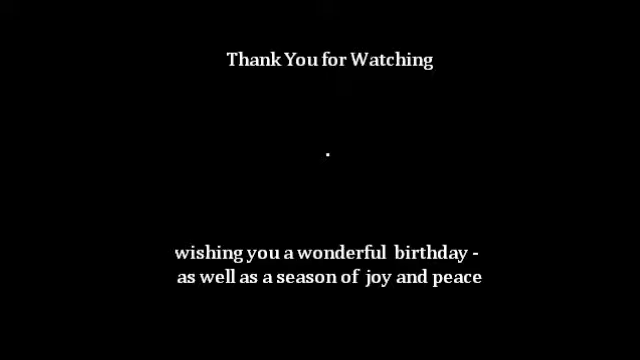 Thank You for Watching
.
wishing you a wonderful birthday -
as well as a season of joy and peace